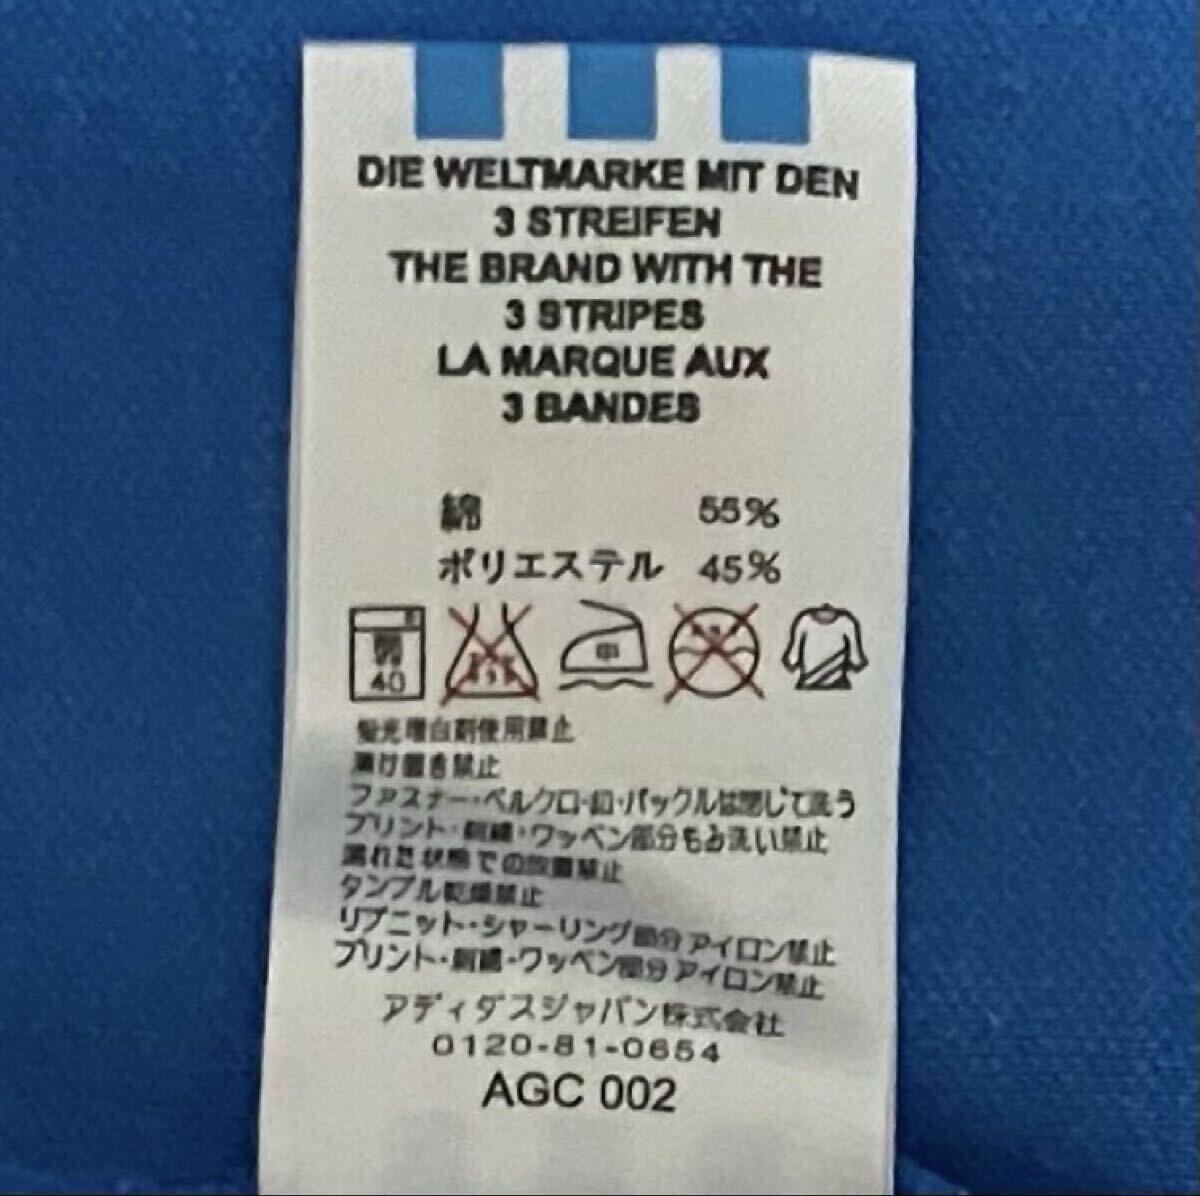 DIE WELTMARKE MIT DEN
3 STREIFEN
THE BRAND WITH THE
3 STRIPES
LA MARQUE AUX
3 BANDES
綿 55%
ポリエステル 45%
40
中
蛍光増白剤使用禁止
漬け置き禁止
ファスナー・ベルクロ・釦・バックルは閉じて洗う
プリント・刺繍・ワッペン部分もみ洗い禁止
濡れた状態での放置禁止
タンブル乾燥禁止
リブニット・シャーリング部分アイロン禁止
プリント・刺繍・ワッペン部分アイロン禁止
アディダスジャパン株式会社
0120-81-0654
AGC 002